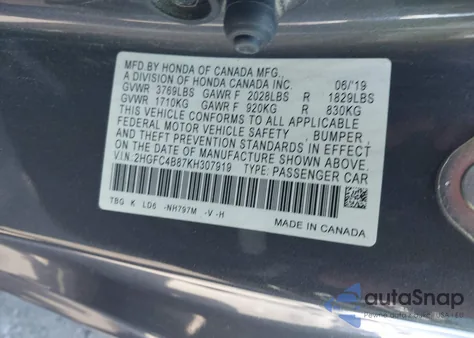 MFD.BY HONDA OF CANADA MFG.,
A DIVISION OF HONDA CANADA INC. 06/'19
GVWR 3769LBS GAWR F 2028LBS R 1829LBS
GVWR 1710KG GAWR F 920KG R 830KG
THIS VEHICLE CONFORMS TO ALL APPLICABLE
FEDERAL MOTOR VEHICLE SAFETY, BUMPER,
AND THEFT PREVENTION STANDARDS IN EFFECT
ON THE DATE OF MANUFACTURE SHOWN ABOVE.
V.I.N. 2HGFC4B87KH307919 TYPE: PASSENGER CAR
TBG K LD6 -NH797M -V -H
MADE IN CANADA
autoSnap